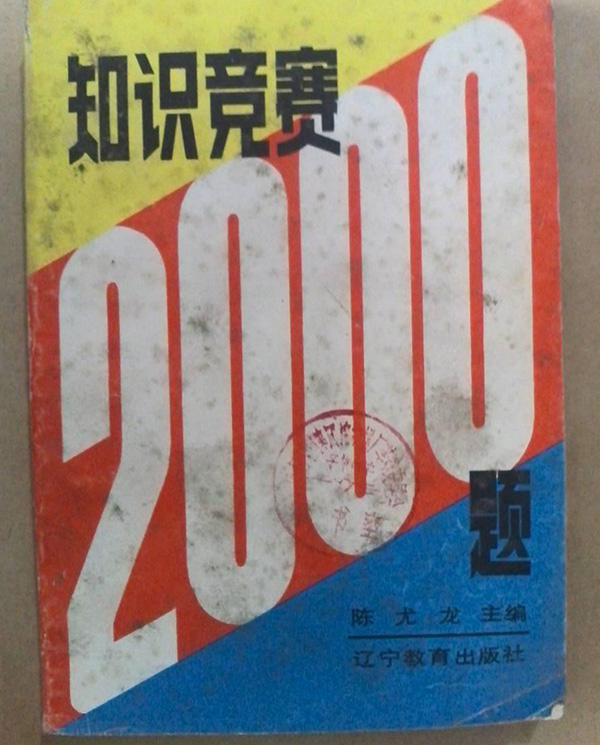 知识竞赛
2000
题
陈尤龙 主编
辽宁教育出版社